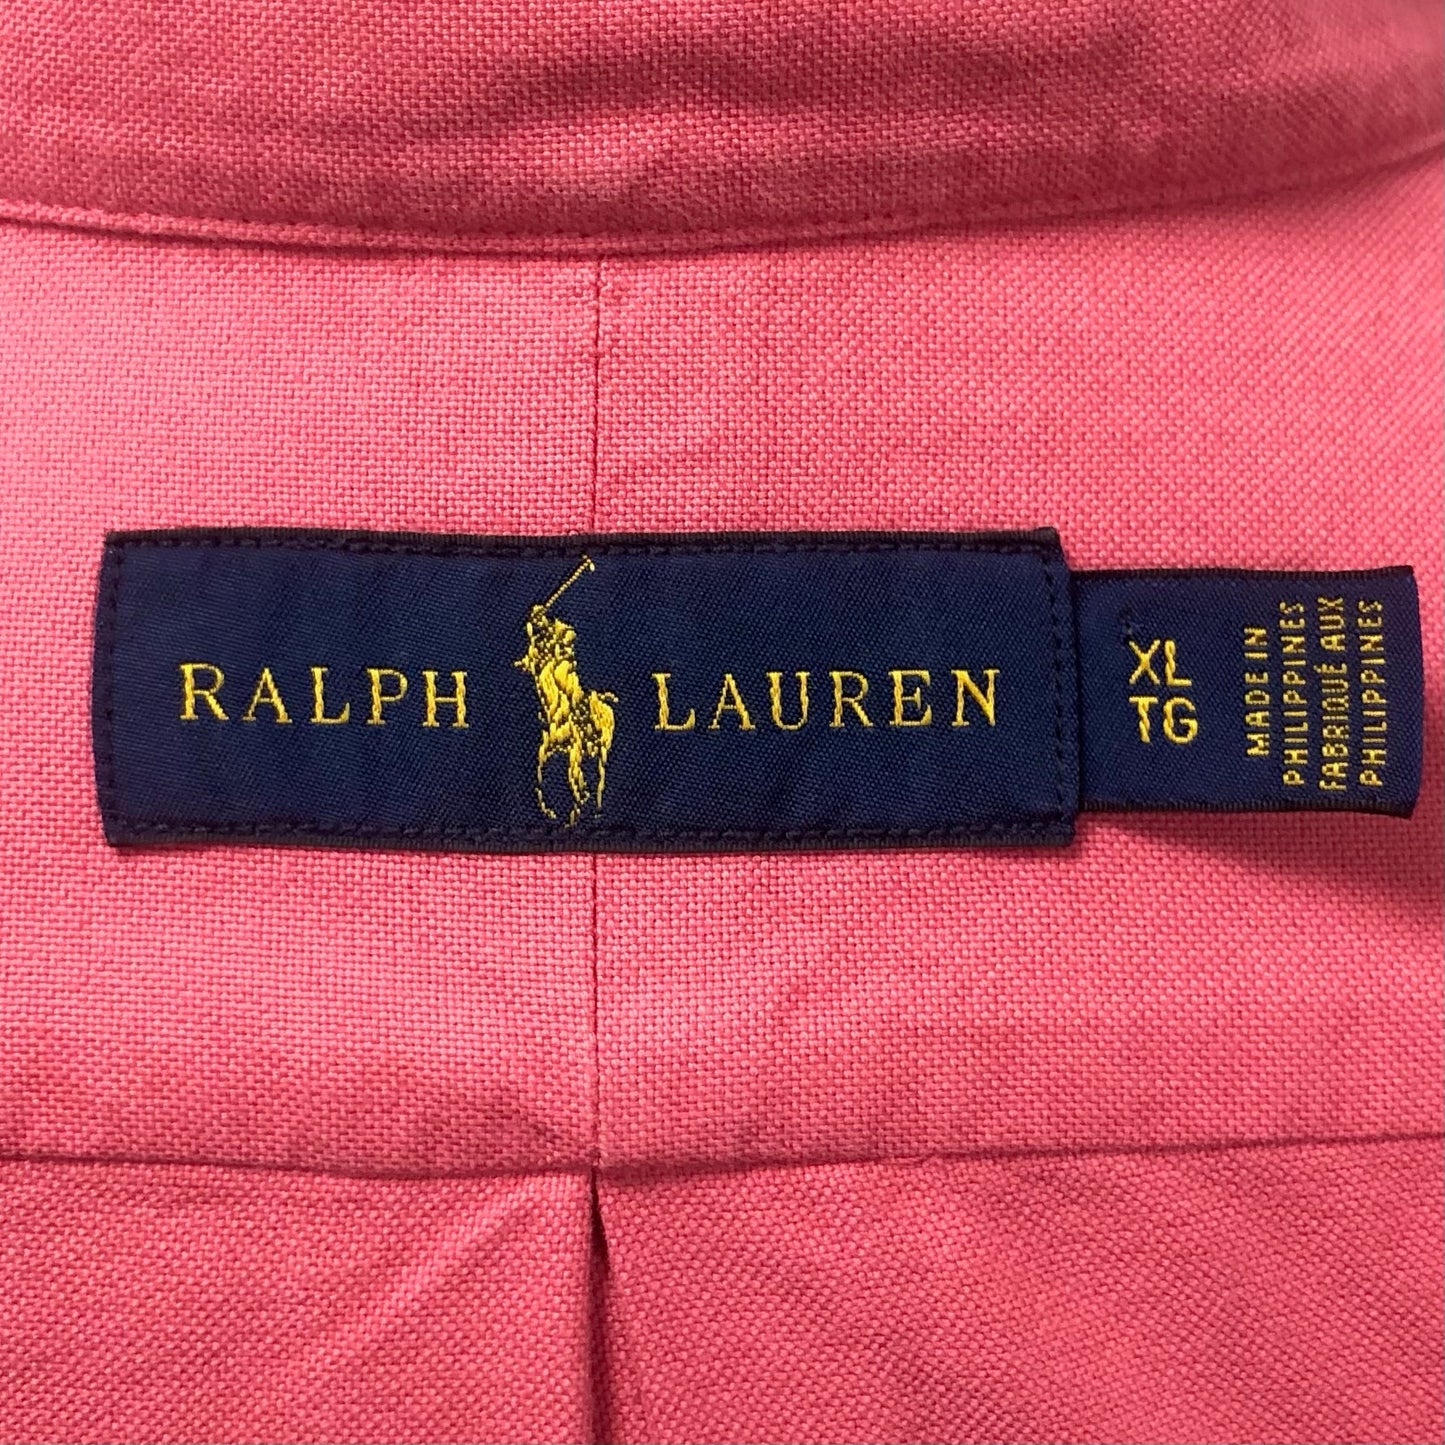 RALPH LAUREN
XL
TG
MADE IN
PHILIPPINES
FABRIQUÉ AUX
PHILIPPINES